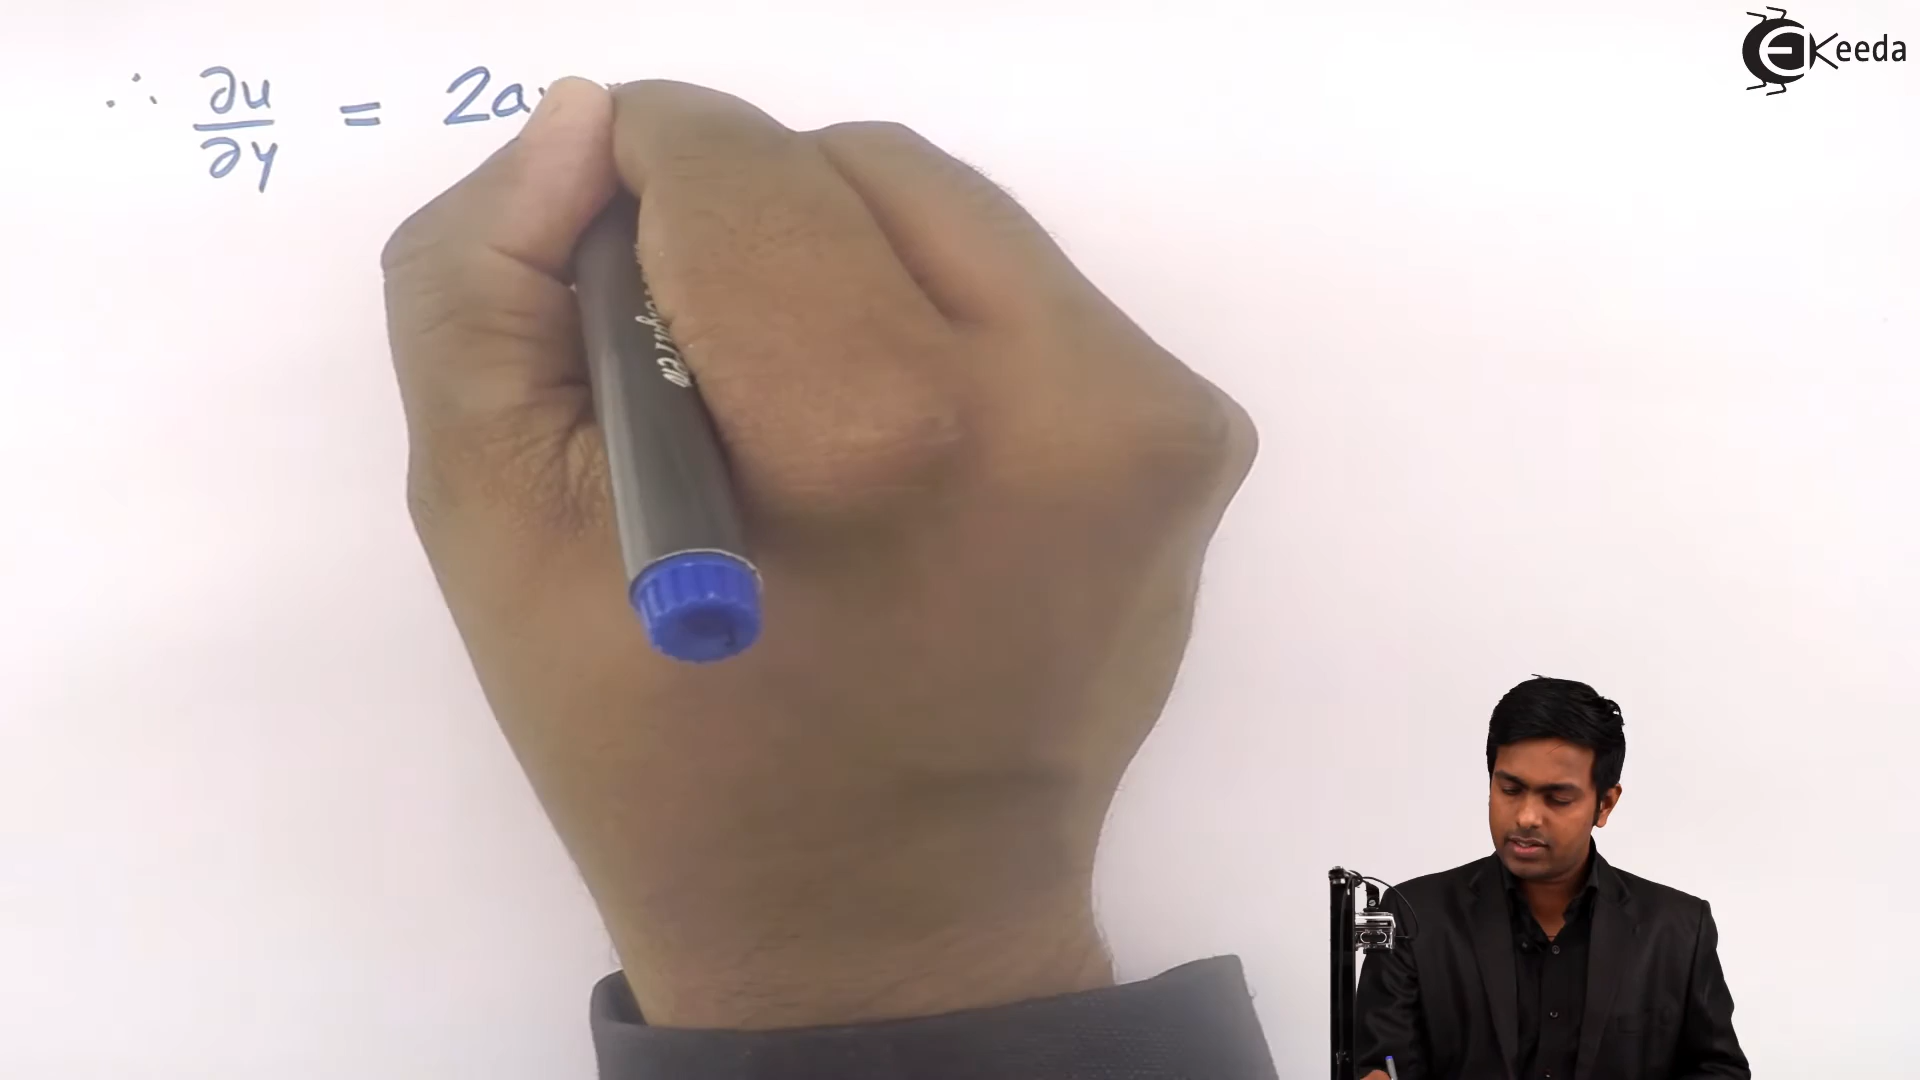 Keeda
∴ ∂u/∂y = 2a